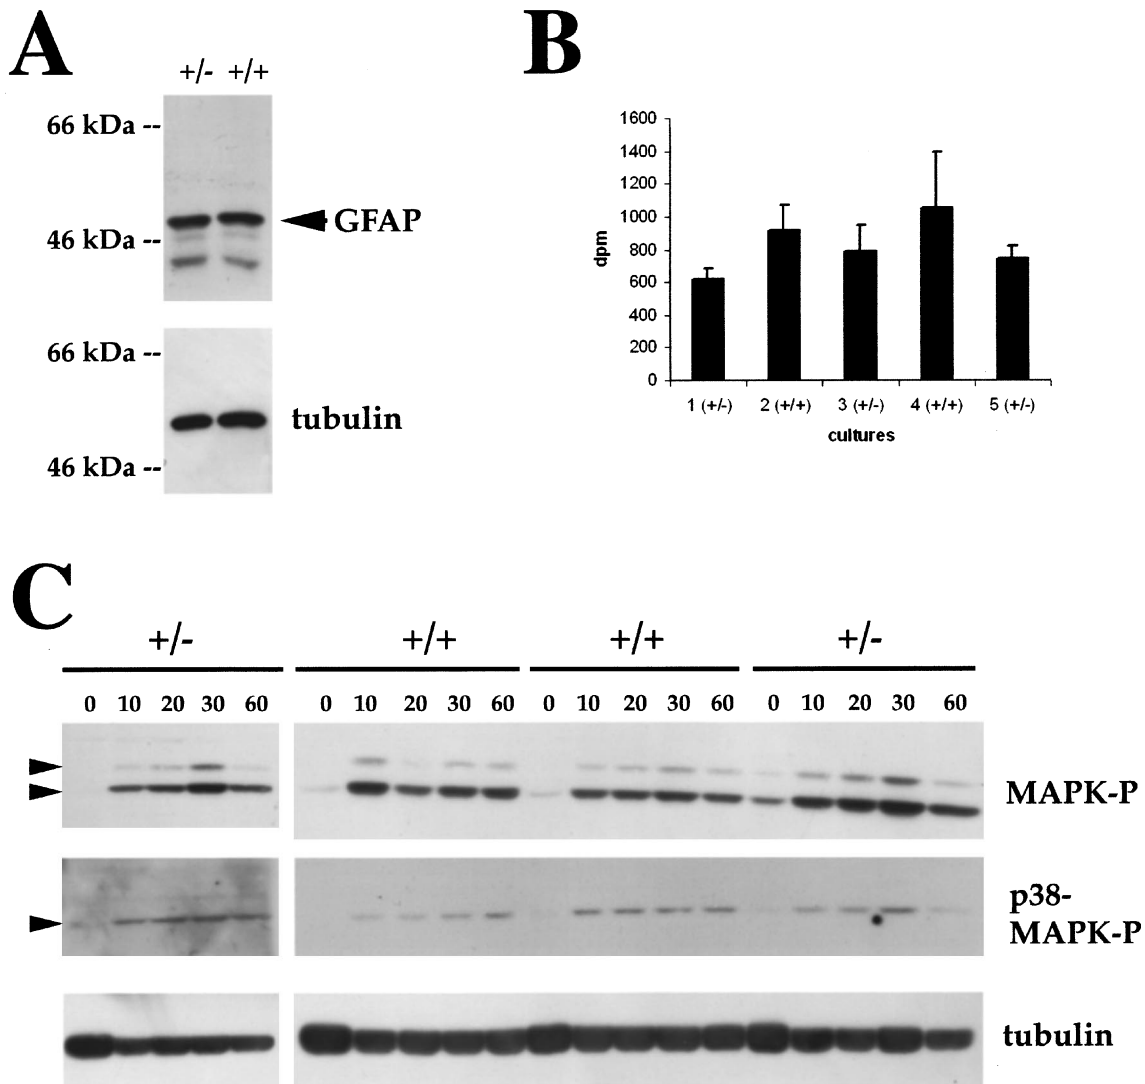 A
+/- +/+
66 kDa --
GFAP
46 kDa --
66 kDa --
tubulin
46 kDa --
B
1600
1400
1200
1000
800
600
400
200
0
dpm
1 (+/-) 2 (+/+) 3 (+/-) 4 (+/+) 5 (+/-)
cultures
C
+/- +/+ +/+ +/-
0 10 20 30 60 0 10 20 30 60 0 10 20 30 60 0 10 20 30 60
MAPK-P
p38-
MAPK-P
tubulin